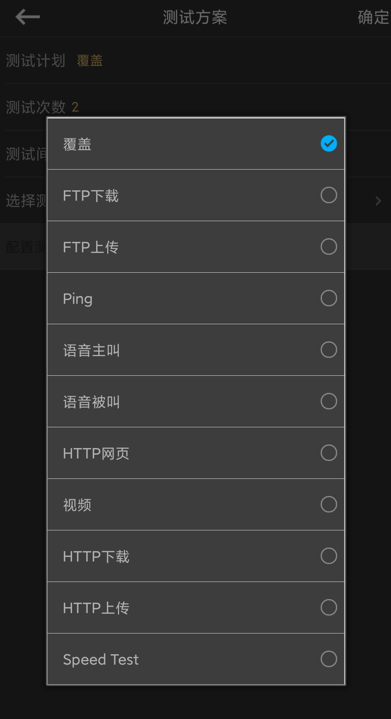 测试方案
确定
测试计划 覆盖
测试次数 2
测试间
选择测
配置测
覆盖
FTP下载
FTP上传
Ping
语音主叫
语音被叫
HTTP网页
视频
HTTP下载
HTTP上传
Speed Test